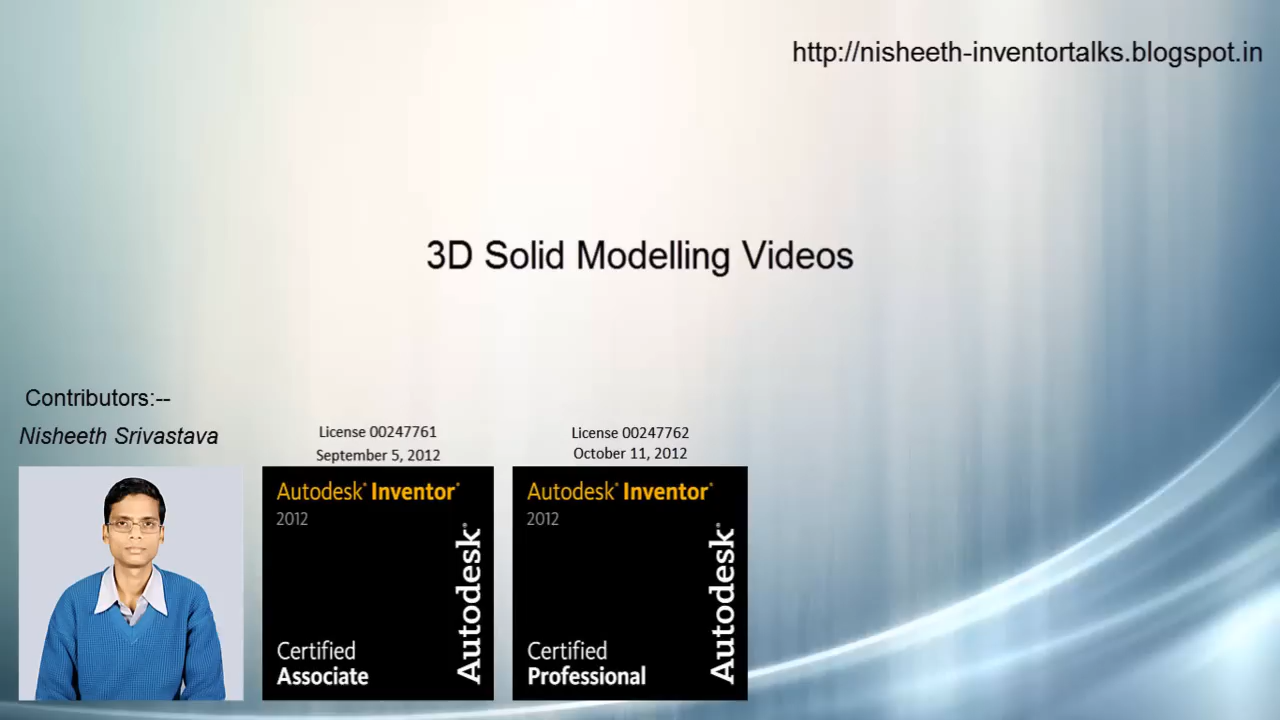 http://nisheeth-inventortalks.blogspot.in
3D Solid Modelling Videos
Contributors:--
Nisheeth Srivastava
License 00247761
September 5, 2012
Autodesk® Inventor®
2012
Autodesk®
Certified
Associate
License 00247762
October 11, 2012
Autodesk® Inventor®
2012
Autodesk®
Certified
Professional